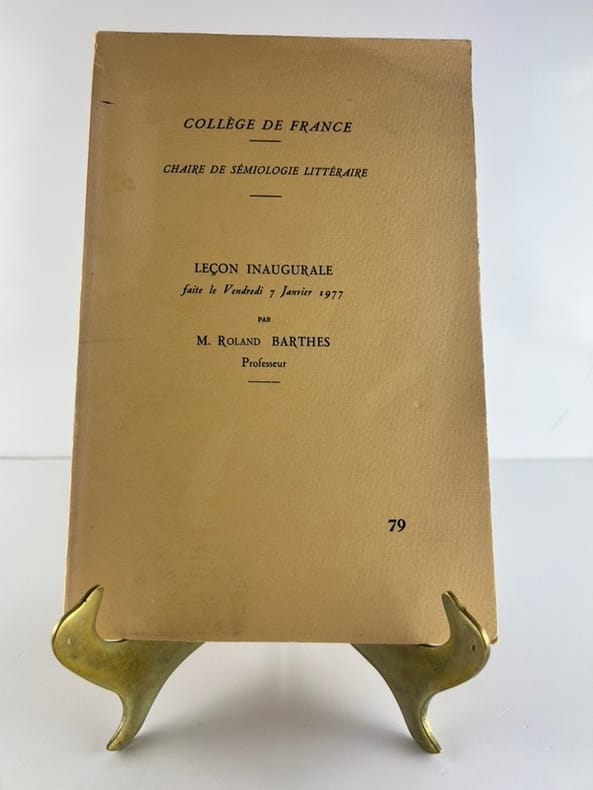 COLLÈGE DE FRANCE
CHAIRE DE SÉMIOLOGIE LITTÉRAIRE
LEÇON INAUGURALE
faite le Vendredi 7 Janvier 1977
PAR
M. ROLAND BARTHES
Professeur
79